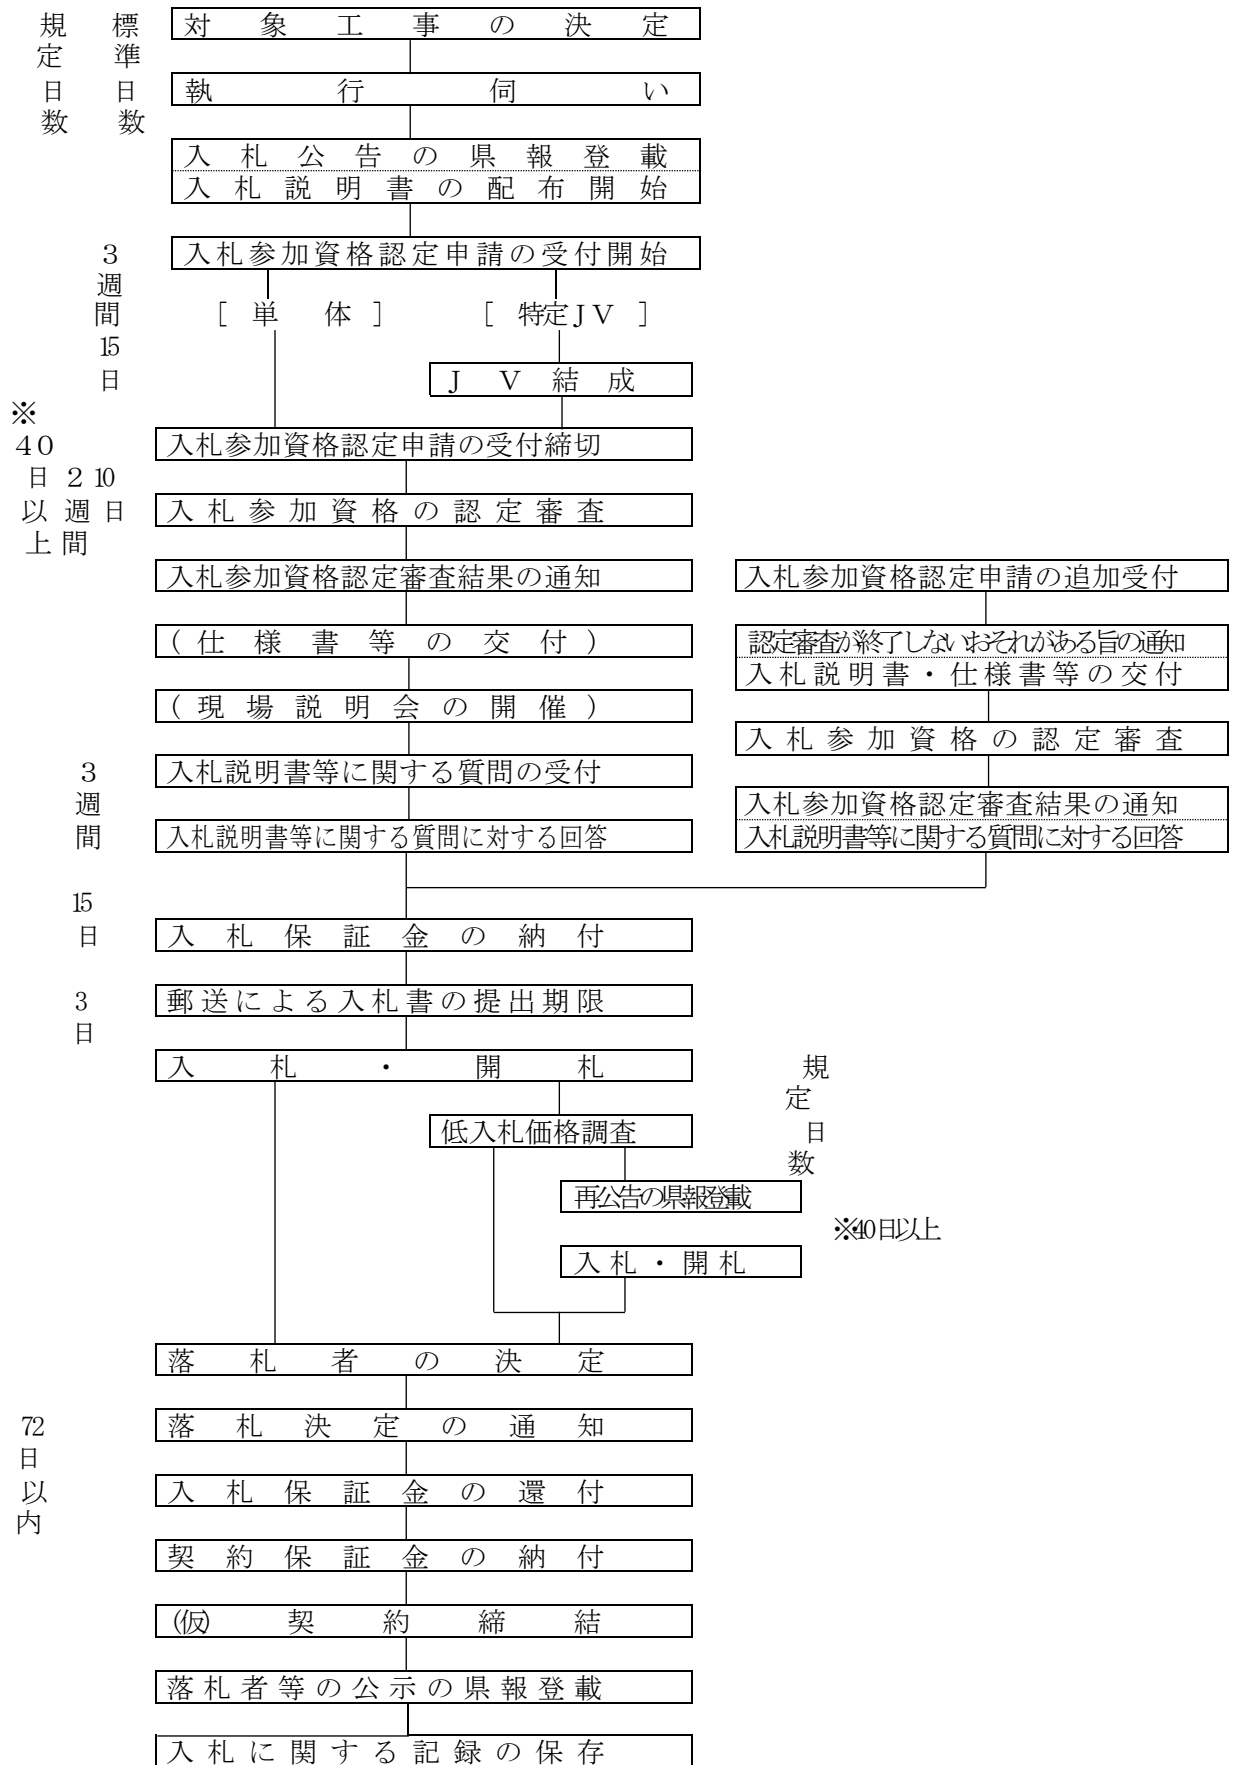 規定日数
標準日数
対象工事の決定
執行伺い
入札公告の県報登載
入札説明書の配布開始
入札参加資格認定申請の受付開始
3週間
15日
[ 単 体 ]
[ 特定JV ]
JV結成
※
40日以上
入札参加資格認定申請の受付締切
2週間
10日
入札参加資格の認定審査
入札参加資格認定審査結果の通知
入札参加資格認定申請の追加受付
(仕様書等の交付)
認定審査が終了しないおそれがある旨の通知
入札説明書・仕様書等の交付
(現場説明会の開催)
入札参加資格の認定審査
3週間
入札説明書等に関する質問の受付
入札参加資格認定審査結果の通知
入札説明書等に関する質問に対する回答
入札説明書等に関する質問に対する回答
15日
入札保証金の納付
3日
郵送による入札書の提出期限
入札・開札
規定日数
低入札価格調査
再公告の県報登載
※40日以上
入札・開札
落札者の決定
72日以内
落札決定の通知
入札保証金の還付
契約保証金の納付
(仮)契約締結
落札者等の公示の県報登載
入札に関する記録の保存